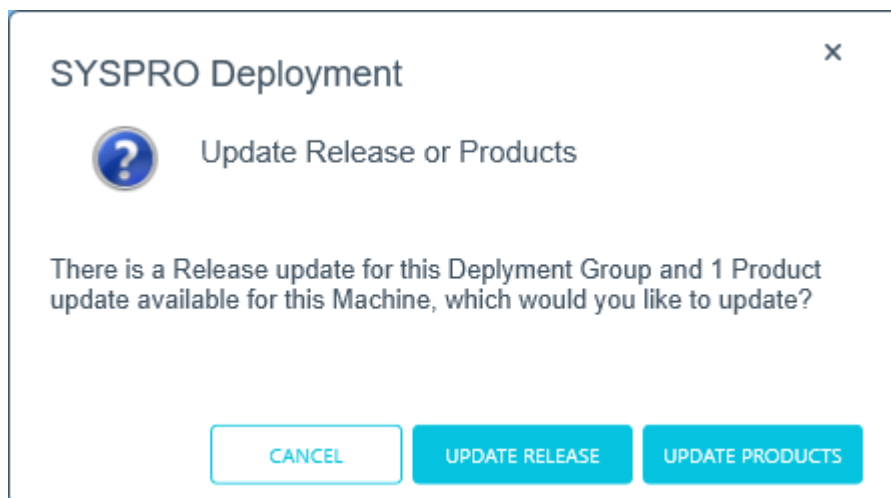 SYSPRO Deployment
Update Release or Products
There is a Release update for this Deplyment Group and 1 Product
update available for this Machine, which would you like to update?
CANCEL
UPDATE RELEASE
UPDATE PRODUCTS